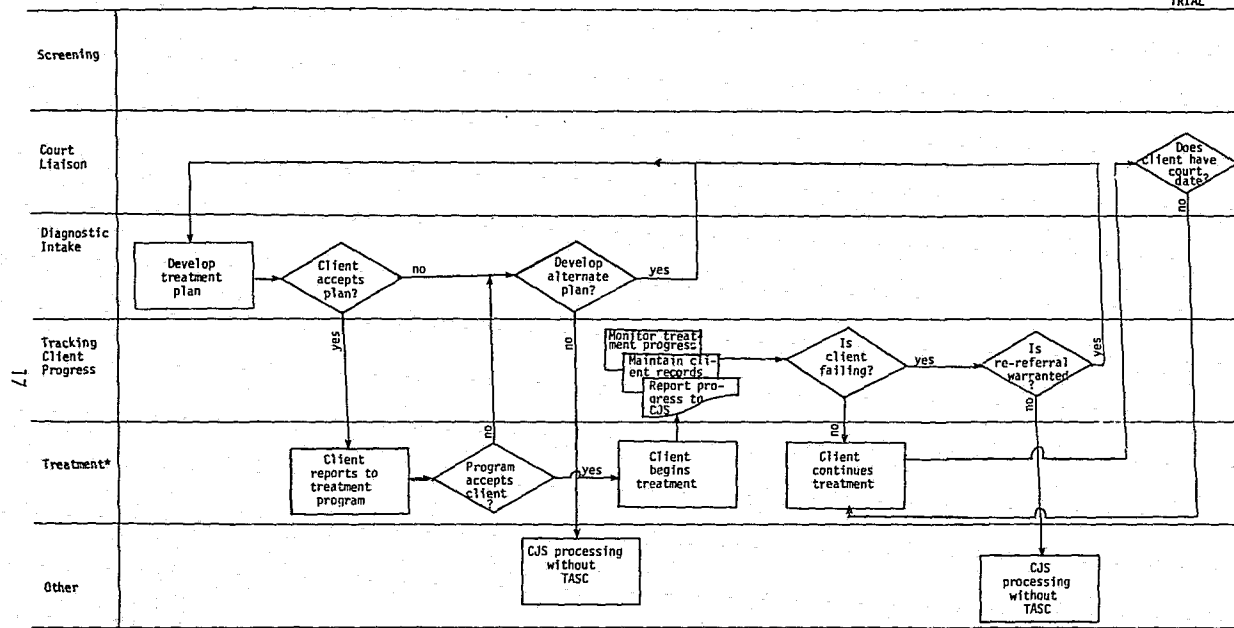 TRIAL
Screening
Court
Liaison
Does
client have
court
date?
no
Diagnostic
Intake
Develop
treatment
plan
Client
accepts
plan?
no
Develop
alternate
plan?
yes
yes
no
Tracking
Client
Progress
17
Monitor treat-
ment progress
Maintain cli-
ent records
Report pro-
gress to
CJS
Is
client
failing?
yes
Is
re-referral
warranted
?
yes
no
no
Treatment*
Client
reports to
treatment
program
no
Program
accepts
client
?
yes
Client
begins
treatment
Client
continues
treatment
Other
CJS processing
without
TASC
CJS
processing
without
TASC